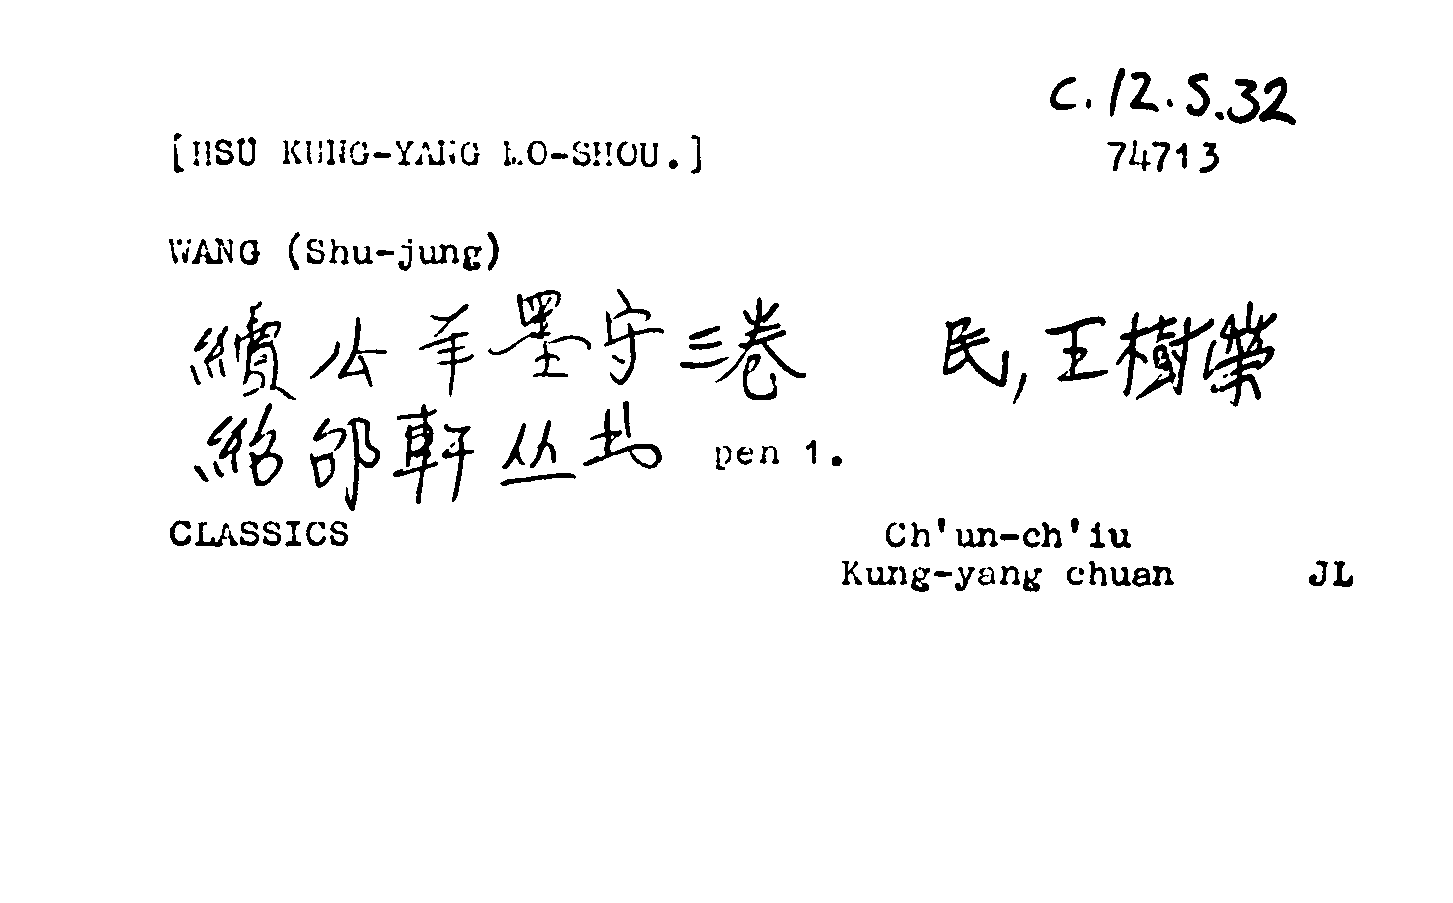 C.12.S.32
[HSU KUNG-YANG MO-SHOU.] 74713
WANG (Shu-jung)
續公羊墨守三卷 民,王樹榮
紹邵軒丛书 pen 1.
CLASSICS Ch'un-ch'iu
Kung-yang chuan JL